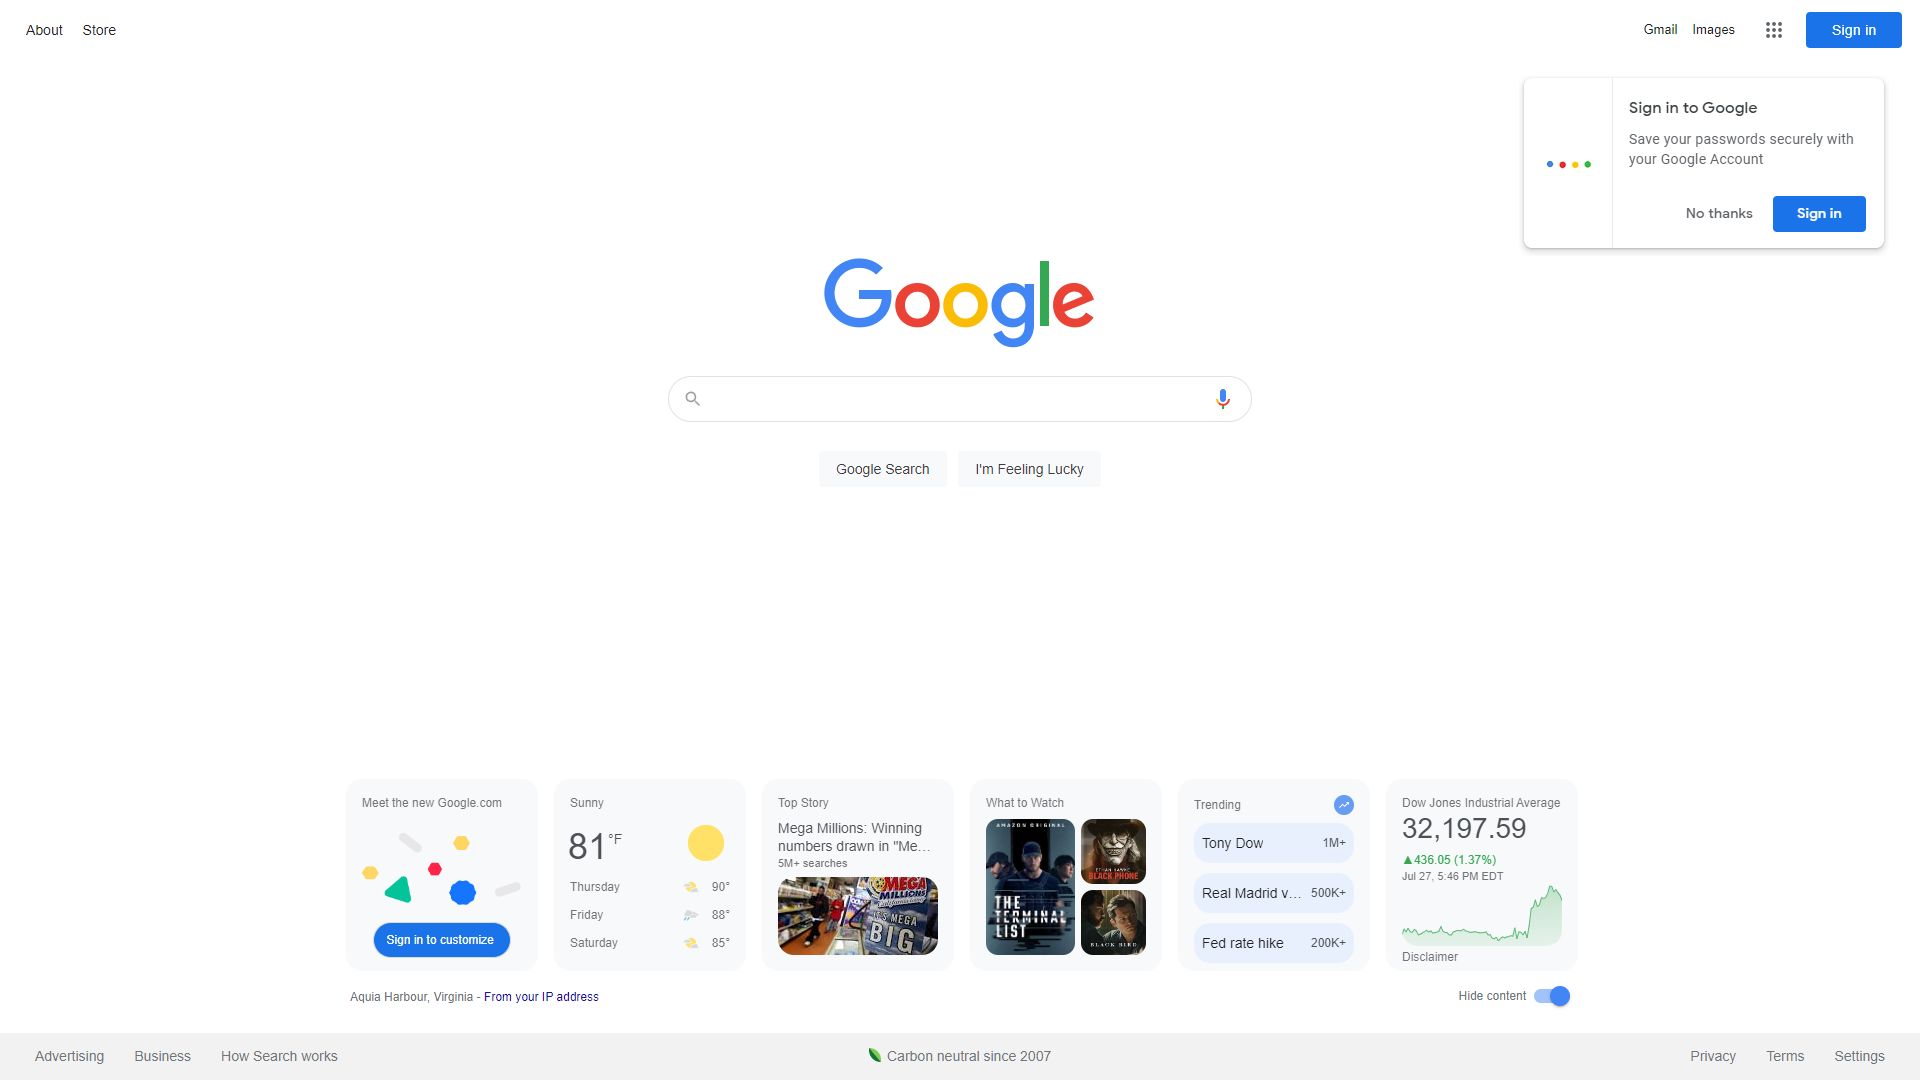 About
Store
Gmail
Images
Sign in
Sign in to Google
Save your passwords securely with
your Google Account
No thanks
Sign in
Google
Google Search
I'm Feeling Lucky
Meet the new Google.com
Sign in to customize
Sunny
81 °F
Thursday 90°
Friday 88°
Saturday 85°
Top Story
Mega Millions: Winning
numbers drawn in "Me...
5M+ searches
MEGA
MILLIONS
IT'S MEGA
BIG
What to Watch
AMAZON ORIGINAL
THE
TERMINAL
LIST
ETHAN HAWKE
BLACK PHONE
BLACK BIRD
Trending
Tony Dow 1M+
Real Madrid v... 500K+
Fed rate hike 200K+
Dow Jones Industrial Average
32,197.59
▲436.05 (1.37%)
Jul 27, 5:46 PM EDT
Disclaimer
Aquia Harbour, Virginia - From your IP address
Hide content
Advertising
Business
How Search works
Carbon neutral since 2007
Privacy
Terms
Settings